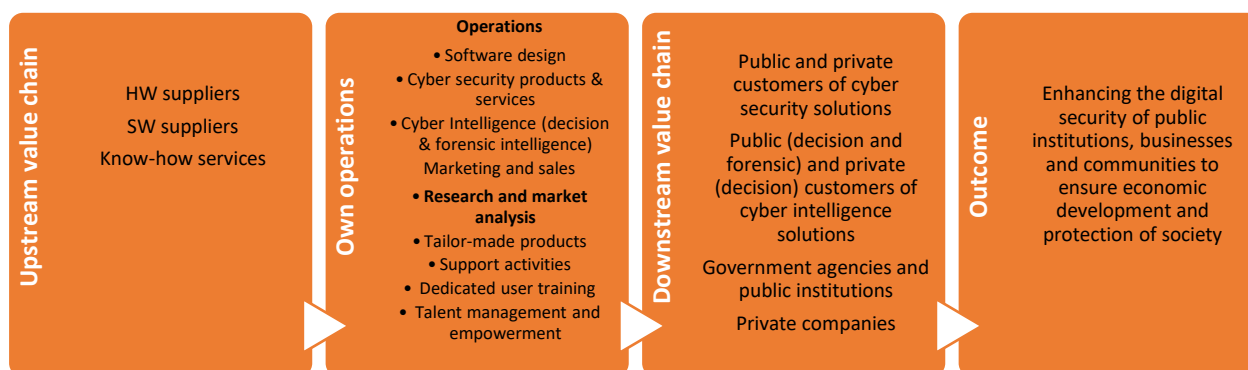 Upstream value chain
HW suppliers
SW suppliers
Know-how services
Own operations
Operations
• Software design
• Cyber security products &
services
• Cyber Intelligence (decision
& forensic intelligence)
Marketing and sales
• Research and market
analysis
• Tailor-made products
• Support activities
• Dedicated user training
• Talent management and
empowerment
Downstream value chain
Public and private
customers of cyber
security solutions
Public (decision and
forensic) and private
(decision) customers of
cyber intelligence
solutions
Government agencies and
public institutions
Private companies
Outcome
Enhancing the digital
security of public
institutions, businesses
and communities to
ensure economic
development and
protection of society